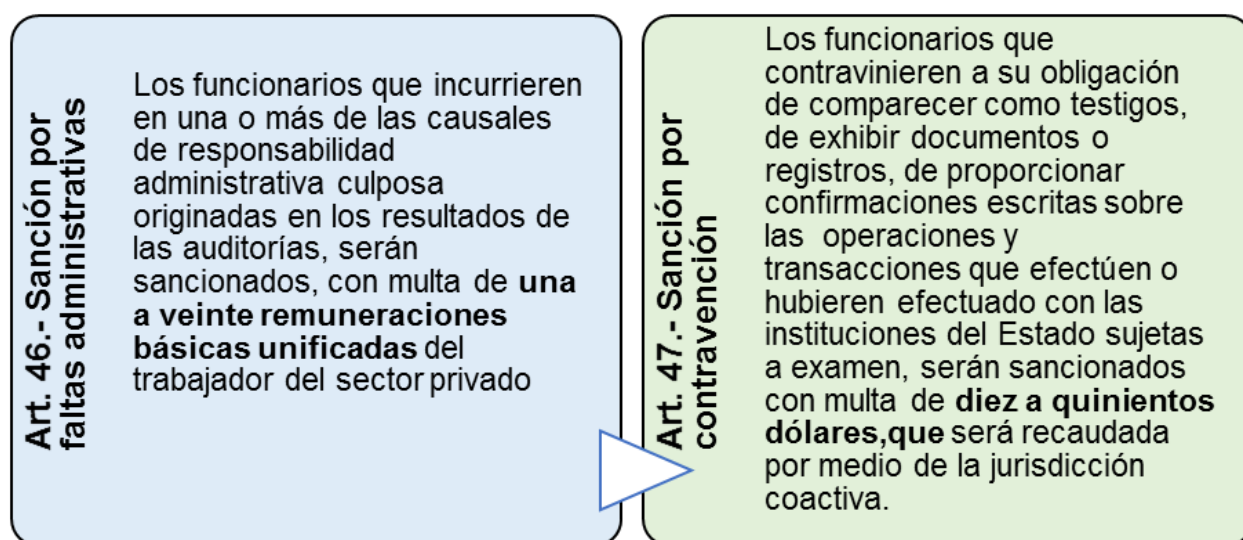 Art. 46.- Sanción por
faltas administrativas
Los funcionarios que incurrieren
en una o más de las causales
de responsabilidad
administrativa culposa
originadas en los resultados de
las auditorías, serán
sancionados, con multa de una
a veinte remuneraciones
básicas unificadas del
trabajador del sector privado
Art. 47.- Sanción por
contravención
Los funcionarios que
contravinieren a su obligación
de comparecer como testigos,
de exhibir documentos o
registros, de proporcionar
confirmaciones escritas sobre
las operaciones y
transacciones que efectúen o
hubieren efectuado con las
instituciones del Estado sujetas
a examen, serán sancionados
con multa de diez a quinientos
dólares,que será recaudada
por medio de la jurisdicción
coactiva.